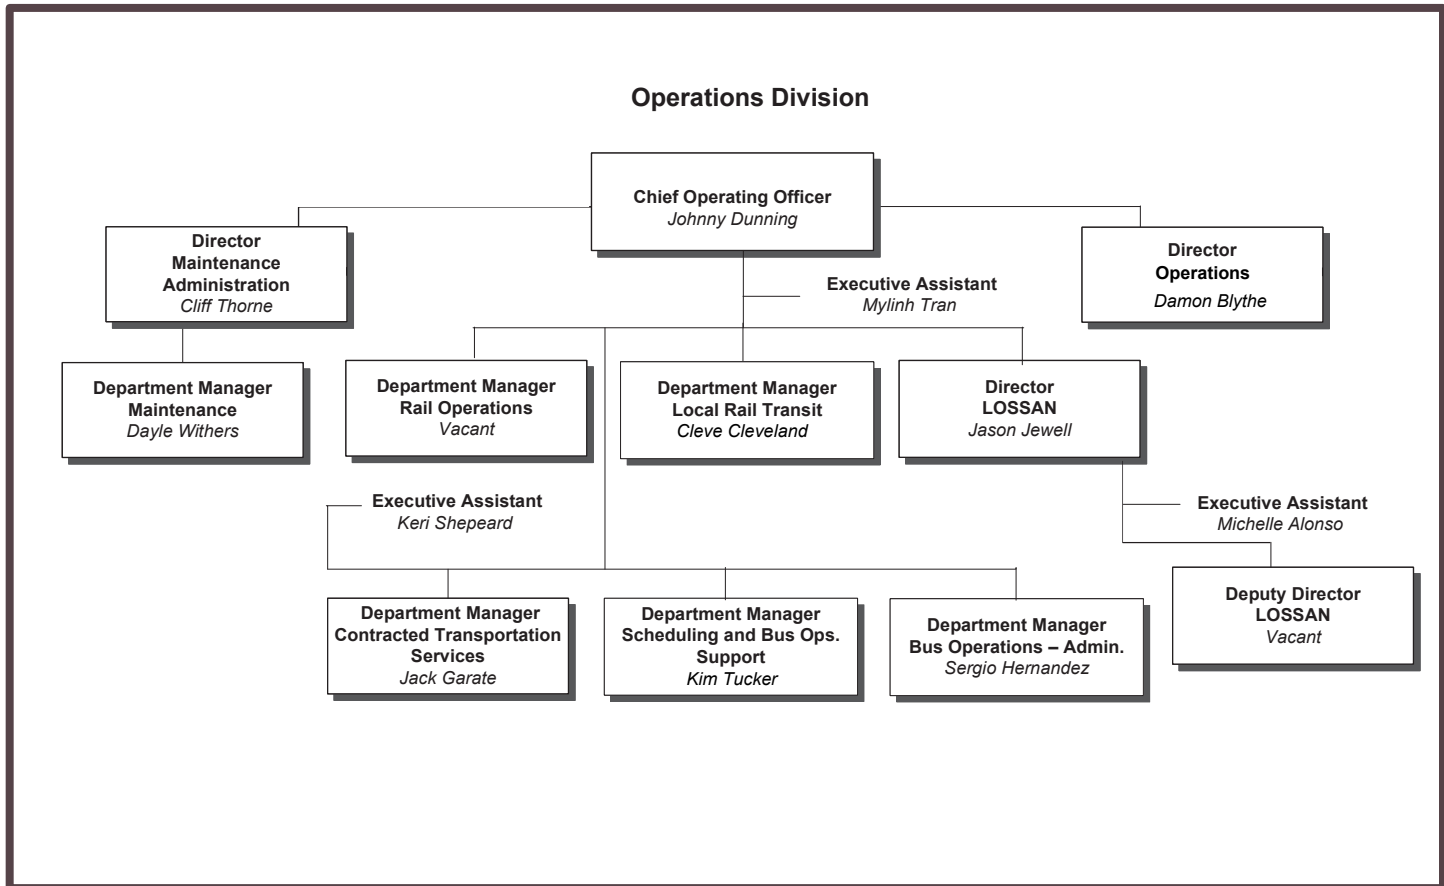 Operations Division
Chief Operating Officer
Johnny Dunning
Director
Maintenance
Administration
Cliff Thorne
Director
Operations
Damon Blythe
Executive Assistant
Mylinh Tran
Department Manager
Maintenance
Dayle Withers
Department Manager
Rail Operations
Vacant
Department Manager
Local Rail Transit
Cleve Cleveland
Director
LOSSAN
Jason Jewell
Executive Assistant
Keri Shepeard
Executive Assistant
Michelle Alonso
Department Manager
Contracted Transportation
Services
Jack Garate
Department Manager
Scheduling and Bus Ops.
Support
Kim Tucker
Department Manager
Bus Operations – Admin.
Sergio Hernandez
Deputy Director
LOSSAN
Vacant